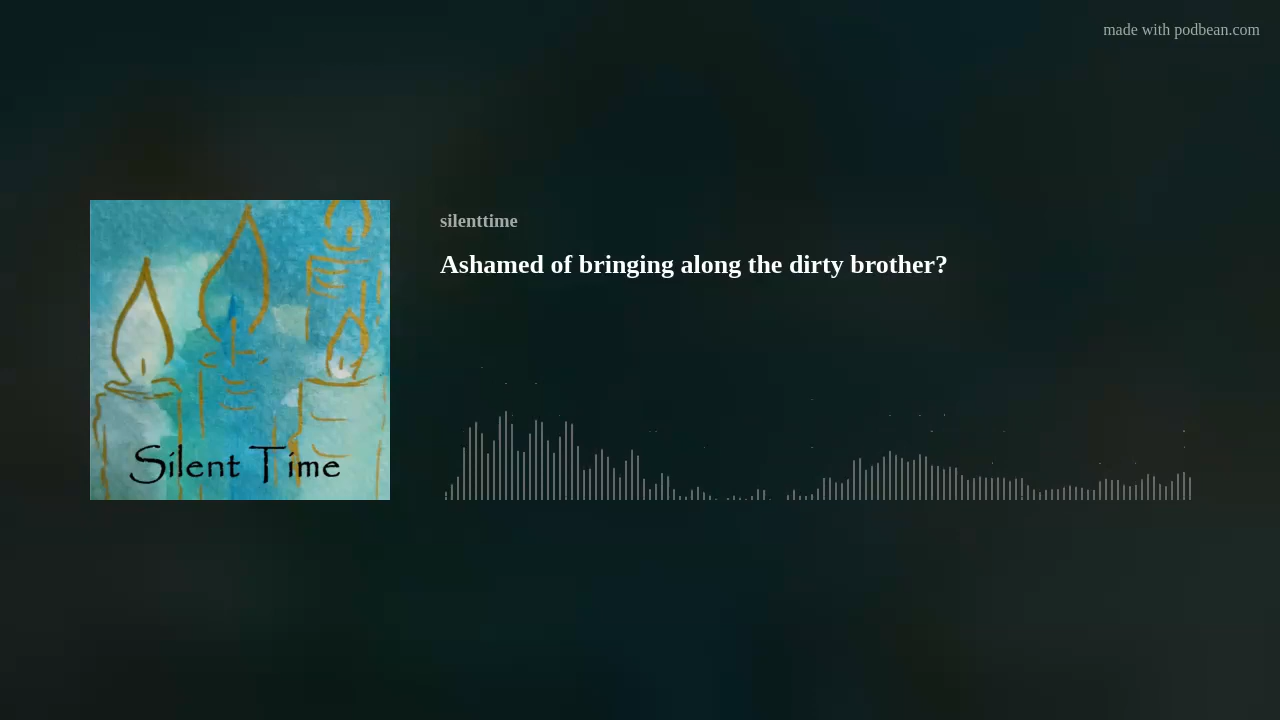 made with podbean.com
silenttime
Ashamed of bringing along the dirty brother?
Silent Time